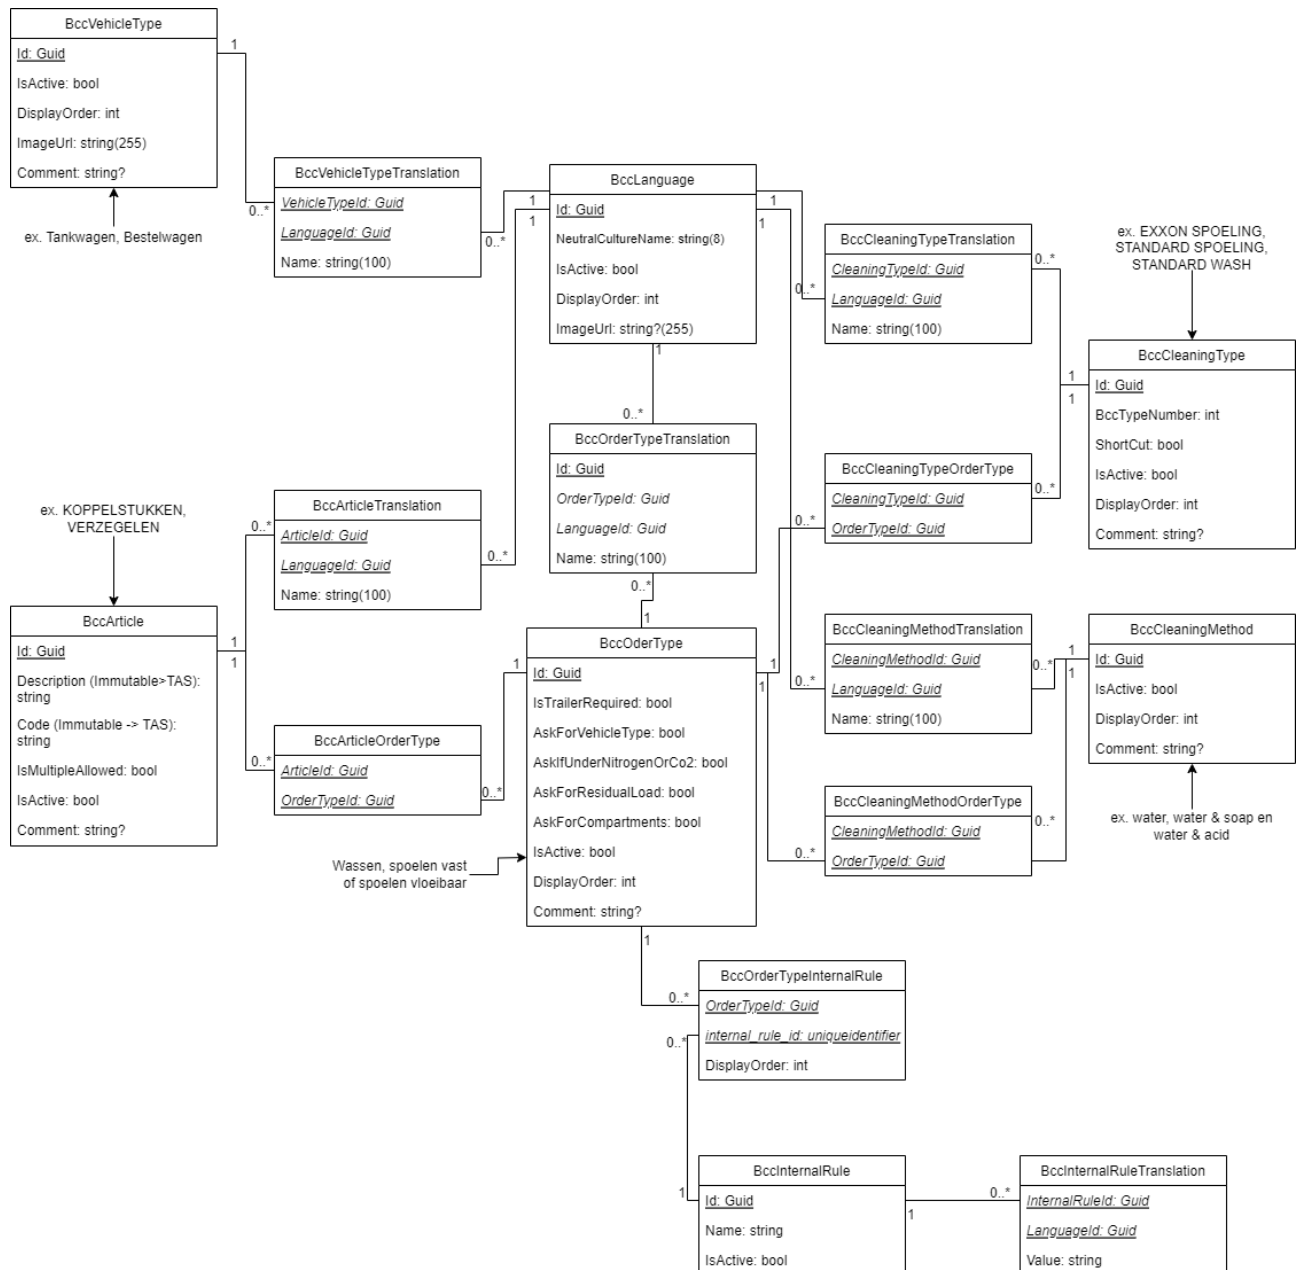 BccVehicleType
Id: Guid
IsActive: bool
DisplayOrder: int
ImageUrl: string(255)
Comment: string?
ex. Tankwagen, Bestelwagen
1
0..*
BccVehicleTypeTranslation
VehicleTypeId: Guid
LanguageId: Guid
Name: string(100)
0..*
0..*
1
1
BccLanguage
Id: Guid
NeutralCultureName: string(8)
IsActive: bool
DisplayOrder: int
ImageUrl: string?(255)
1
1
1
0..*
BccCleaningTypeTranslation
CleaningTypeId: Guid
LanguageId: Guid
Name: string(100)
0..*
0..*
ex. EXXON SPOELING,
STANDARD SPOELING,
STANDARD WASH
BccCleaningType
Id: Guid
BccTypeNumber: int
ShortCut: bool
IsActive: bool
DisplayOrder: int
Comment: string?
1
1
BccOrderTypeTranslation
Id: Guid
OrderTypeId: Guid
LanguageId: Guid
Name: string(100)
0..*
1
BccCleaningTypeOrderType
CleaningTypeId: Guid
OrderTypeId: Guid
0..*
0..*
ex. KOPPELSTUKKEN,
VERZEGELEN
BccArticle
Id: Guid
Description (Immutable>TAS):
string
Code (Immutable -> TAS):
string
IsMultipleAllowed: bool
IsActive: bool
Comment: string?
1
1
0..*
BccArticleTranslation
ArticleId: Guid
LanguageId: Guid
Name: string(100)
0..*
0..*
BccArticleOrderType
ArticleId: Guid
OrderTypeId: Guid
0..*
1
BccOderType
Id: Guid
IsTrailerRequired: bool
AskForVehicleType: bool
AskIfUnderNitrogenOrCo2: bool
AskForResidualLoad: bool
AskForCompartments: bool
IsActive: bool
DisplayOrder: int
Comment: string?
1
1
1
Wassen, spoelen vast
of spoelen vloeibaar
BccCleaningMethodTranslation
CleaningMethodId: Guid
LanguageId: Guid
Name: string(100)
0..*
0..*
BccCleaningMethod
Id: Guid
IsActive: bool
DisplayOrder: int
Comment: string?
1
1
ex. water, water & soap en
water & acid
BccCleaningMethodOrderType
CleaningMethodId: Guid
OrderTypeId: Guid
0..*
0..*
BccOrderTypeInternalRule
OrderTypeId: Guid
internal_rule_id: uniqueidentifier
DisplayOrder: int
0..*
0..*
BccInternalRule
Id: Guid
Name: string
IsActive: bool
1
1
0..*
BccInternalRuleTranslation
InternalRuleId: Guid
LanguageId: Guid
Value: string